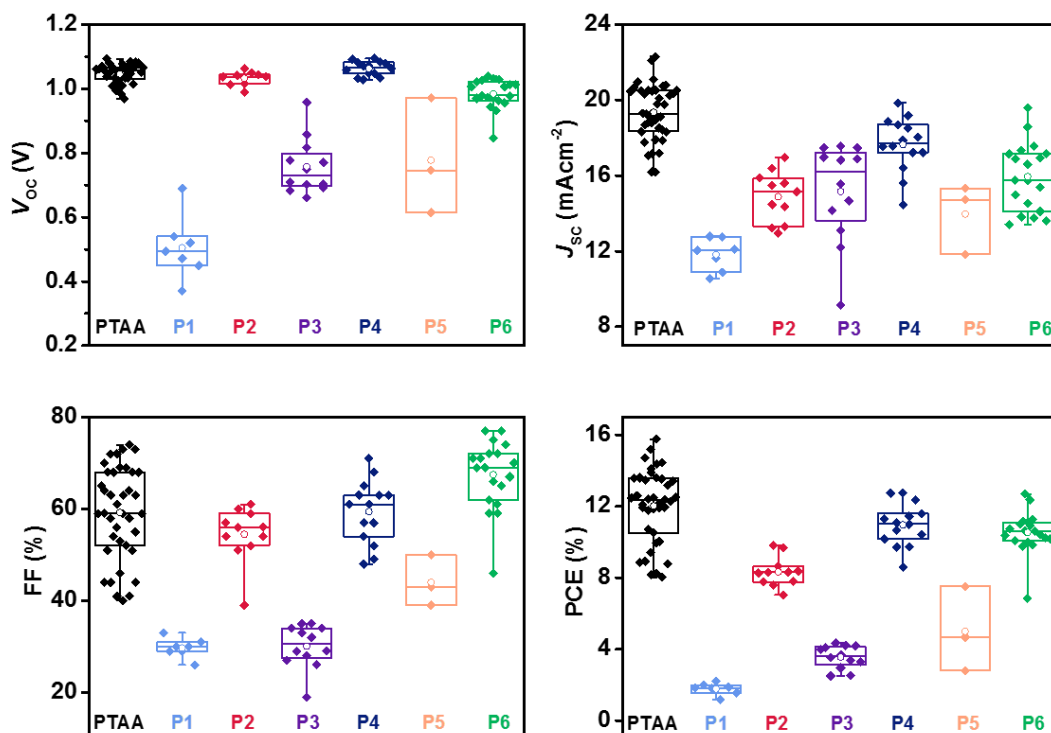 V_OC (V)
1.2
1.0
0.8
0.6
0.4
0.2
PTAA P1 P2 P3 P4 P5 P6
J_SC (mAcm⁻²)
24
20
16
12
8
PTAA P1 P2 P3 P4 P5 P6
FF (%)
80
60
40
20
PTAA P1 P2 P3 P4 P5 P6
PCE (%)
16
12
8
4
0
PTAA P1 P2 P3 P4 P5 P6